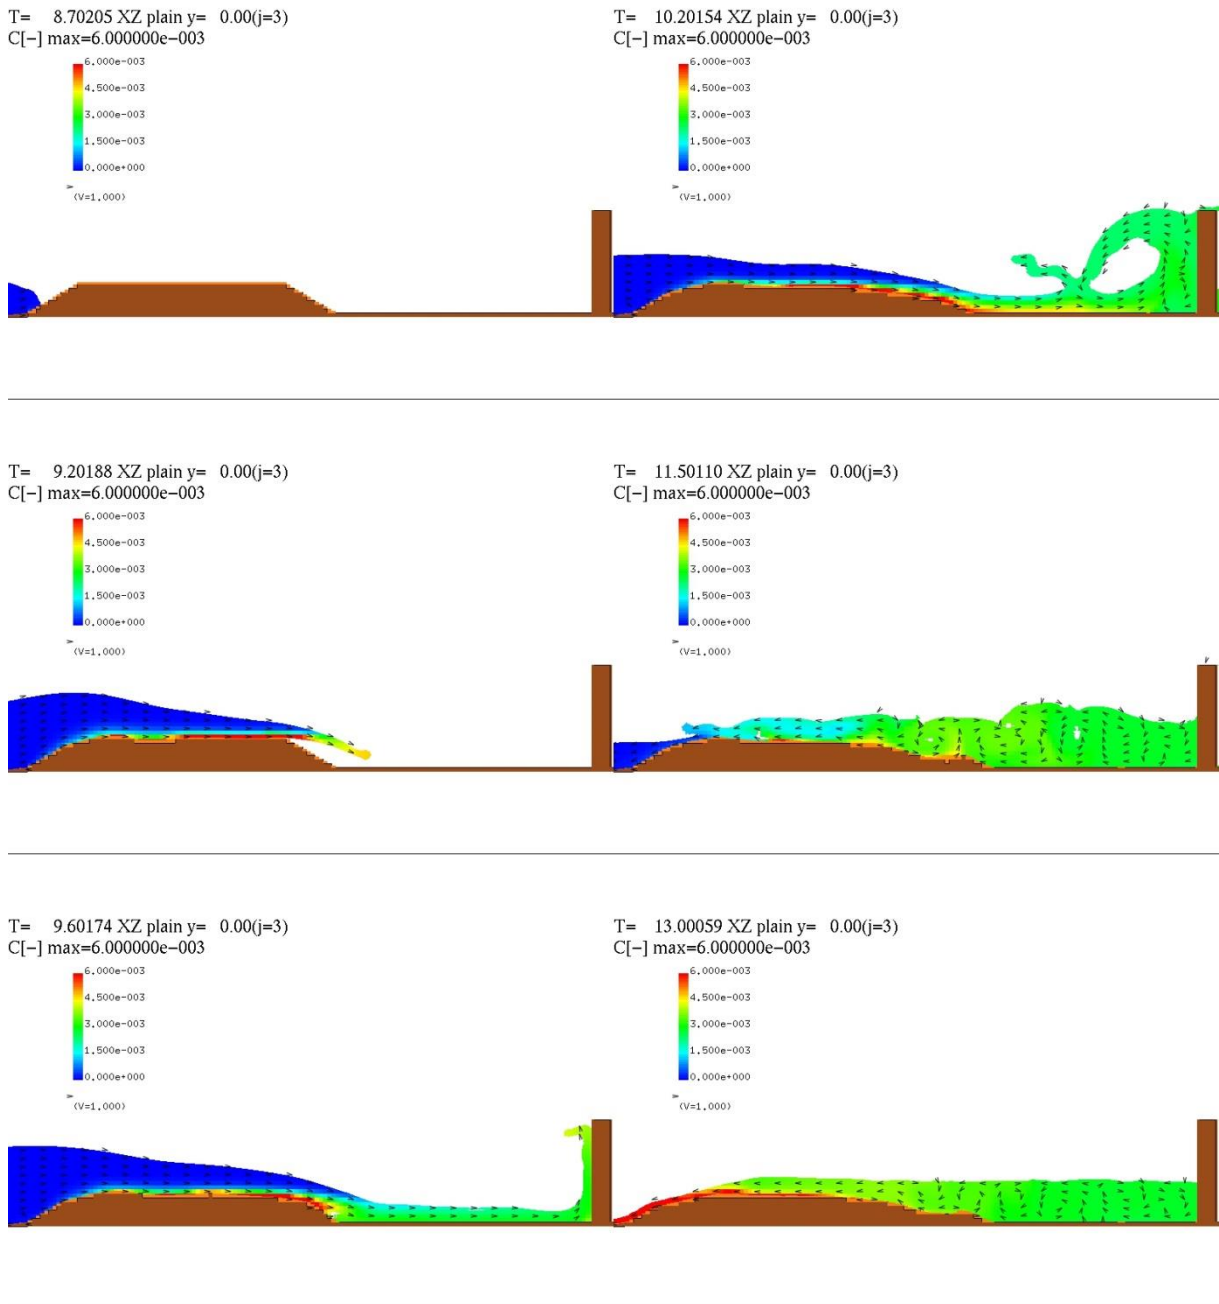 T= 8.70205 XZ plain y= 0.00(j=3)
C[−] max=6.000000e−003
6.000e-003
4.500e-003
3.000e-003
1.500e-003
0.000e+000
(V=1.000)
T= 10.20154 XZ plain y= 0.00(j=3)
C[−] max=6.000000e−003
6.000e-003
4.500e-003
3.000e-003
1.500e-003
0.000e+000
(V=1.000)
T= 9.20188 XZ plain y= 0.00(j=3)
C[−] max=6.000000e−003
6.000e-003
4.500e-003
3.000e-003
1.500e-003
0.000e+000
(V=1.000)
T= 11.50110 XZ plain y= 0.00(j=3)
C[−] max=6.000000e−003
6.000e-003
4.500e-003
3.000e-003
1.500e-003
0.000e+000
(V=1.000)
T= 9.60174 XZ plain y= 0.00(j=3)
C[−] max=6.000000e−003
6.000e-003
4.500e-003
3.000e-003
1.500e-003
0.000e+000
(V=1.000)
T= 13.00059 XZ plain y= 0.00(j=3)
C[−] max=6.000000e−003
6.000e-003
4.500e-003
3.000e-003
1.500e-003
0.000e+000
(V=1.000)